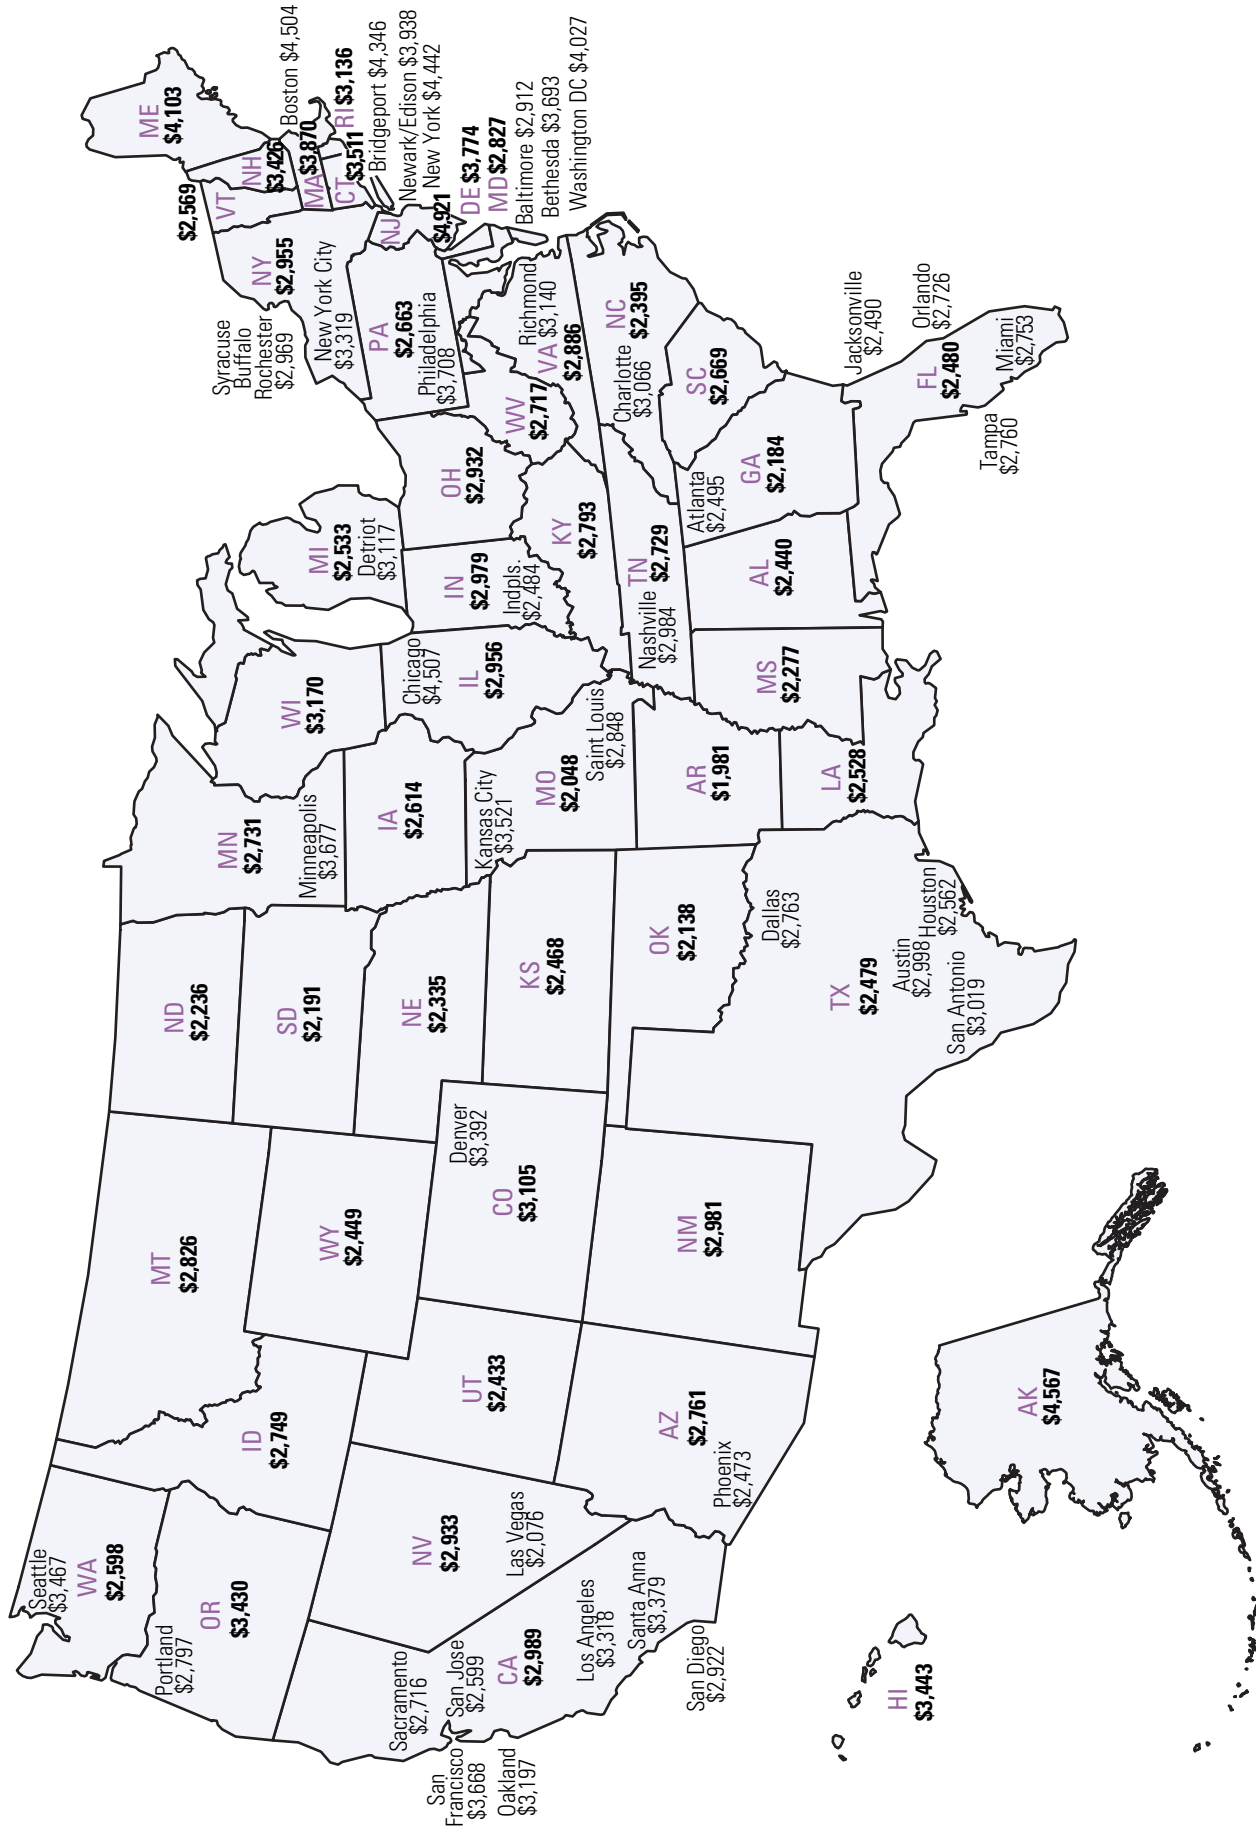 Seattle
$3,467
WA
$2,598
Portland
$2,797
OR
$3,430
Sacramento
$2,716
San
Francisco
$3,668
San Jose
$2,599
Oakland
$3,197
CA
$2,989
Los Angeles
$3,318
Santa Anna
$3,379
San Diego
$2,922
NV
$2,933
Las Vegas
$2,076
ID
$2,749
MT
$2,826
WY
$2,449
UT
$2,433
AZ
$2,761
Phoenix
$2,473
Denver
$3,392
CO
$3,105
NM
$2,981
ND
$2,236
SD
$2,191
NE
$2,335
KS
$2,468
OK
$2,138
Dallas
$2,763
TX
$2,479
Austin
$2,998
Houston
$2,562
San Antonio
$3,019
MN
$2,731
Minneapolis
$3,677
IA
$2,614
Kansas City
$3,521
MO
$2,048
Saint Louis
$2,848
AR
$1,981
LA
$2,528
WI
$3,170
Chicago
$4,507
IL
$2,956
MI
$2,533
Detriot
$3,117
IN
$2,979
Indpls.
$2,484
OH
$2,932
KY
$2,793
TN
$2,729
Nashville
$2,984
MS
$2,277
AL
$2,440
Atlanta
$2,495
GA
$2,184
Jacksonville
$2,490
Orlando
$2,726
FL
$2,480
Miami
$2,753
Tampa
$2,760
SC
$2,669
Charlotte
$3,066
NC
$2,395
Richmond
$3,140
VA
$2,886
WV
$2,717
PA
$2,663
Philadelphia
$3,708
Syracuse
Buffalo
Rochester
$2,969
NY
$2,955
New York City
$3,319
$2,569
VT
NH
$3,426
ME
$4,103
Boston $4,504
MA
$3,870
RI $3,136
CT
$3,511
Bridgeport $4,346
NJ
$4,921
Newark/Edison $3,938
New York $4,442
DE $3,774
MD $2,827
Baltimore $2,912
Bethesda $3,693
Washington DC $4,027
HI
$3,443
AK
$4,567